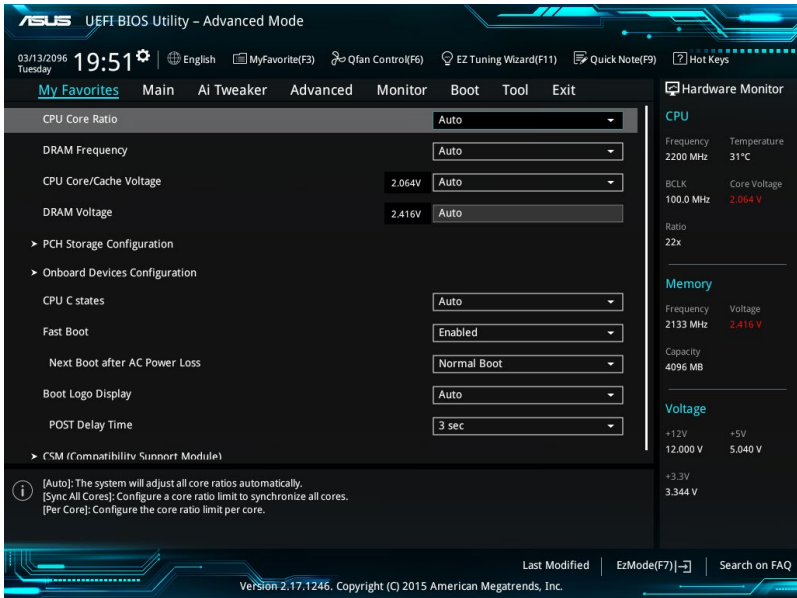 ASUS UEFI BIOS Utility – Advanced Mode
03/13/2096
Tuesday
19:51
English
MyFavorite(F3)
Qfan Control(F6)
EZ Tuning Wizard(F11)
Quick Note(F9)
Hot Keys
My Favorites Main Ai Tweaker Advanced Monitor Boot Tool Exit
Hardware Monitor
CPU Core Ratio Auto
DRAM Frequency Auto
CPU Core/Cache Voltage 2.064V Auto
DRAM Voltage 2.416V Auto
> PCH Storage Configuration
> Onboard Devices Configuration
CPU C states Auto
Fast Boot Enabled
Next Boot after AC Power Loss Normal Boot
Boot Logo Display Auto
POST Delay Time 3 sec
> CSM (Compatibility Support Module)
CPU
Frequency Temperature
2200 MHz 31°C
BCLK Core Voltage
100.0 MHz 2.064 V
Ratio
22x
Memory
Frequency Voltage
2133 MHz 2.416 V
Capacity
4096 MB
Voltage
+12V +5V
12.000 V 5.040 V
+3.3V
3.344 V
[Auto]: The system will adjust all core ratios automatically.
[Sync All Cores]: Configure a core ratio limit to synchronize all cores.
[Per Core]: Configure the core ratio limit per core.
Last Modified EzMode(F7) Search on FAQ
Version 2.17.1246. Copyright (C) 2015 American Megatrends, Inc.